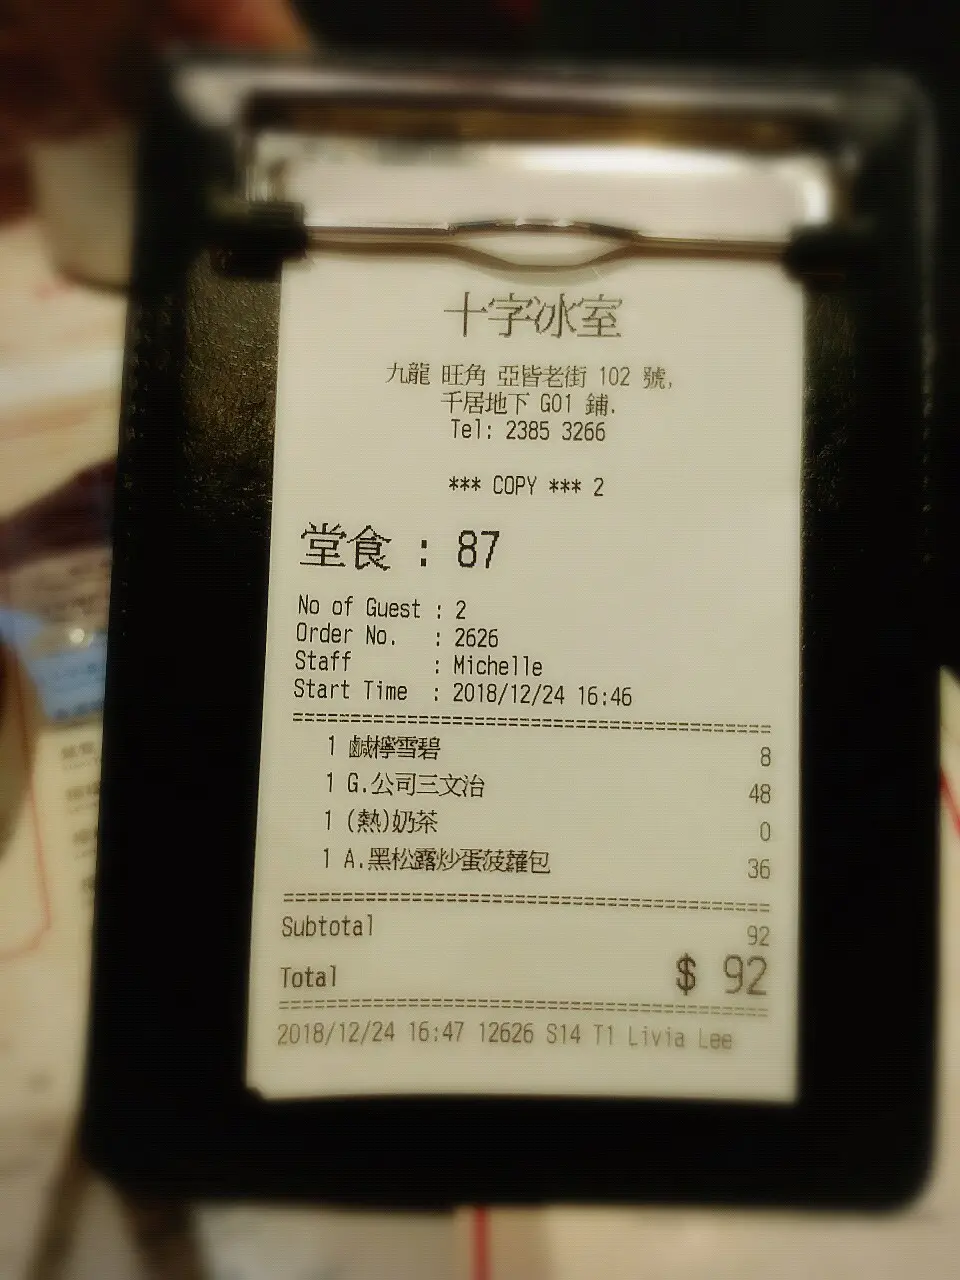 十字冰室
九龍 旺角 亞皆老街 102 號,
千居地下 G01 鋪.
Tel: 2385 3266
*** COPY *** 2
堂食 : 87
No of Guest : 2
Order No. : 2626
Staff : Michelle
Start Time : 2018/12/24 16:46
1 鹹檸雪碧 8
1 G.公司三文治 48
1 (熱)奶茶 0
1 A.黑松露炒蛋菠蘿包 36
Subtotal 92
Total $ 92
2018/12/24 16:47 12626 S14 T1 Livia Lee